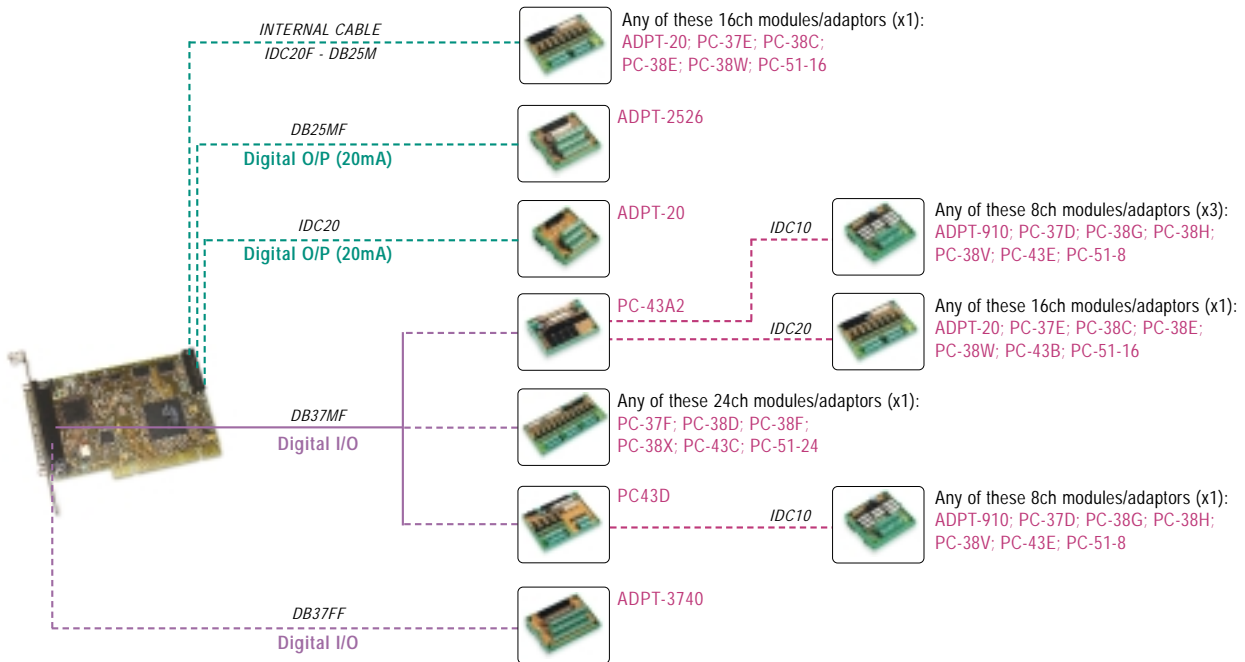 INTERNAL CABLE
IDC20F - DB25M
Any of these 16ch modules/adaptors (x1):
ADPT-20; PC-37E; PC-38C;
PC-38E; PC-38W; PC-51-16
DB25MF
Digital O/P (20mA)
ADPT-2526
IDC20
Digital O/P (20mA)
ADPT-20
IDC10
Any of these 8ch modules/adaptors (x3):
ADPT-910; PC-37D; PC-38G; PC-38H;
PC-38V; PC-43E; PC-51-8
PC-43A2
IDC20
Any of these 16ch modules/adaptors (x1):
ADPT-20; PC-37E; PC-38C; PC-38E;
PC-38W; PC-43B; PC-51-16
DB37MF
Digital I/O
Any of these 24ch modules/adaptors (x1):
PC-37F; PC-38D; PC-38F;
PC-38X; PC-43C; PC-51-24
PC43D
IDC10
Any of these 8ch modules/adaptors (x1):
ADPT-910; PC-37D; PC-38G; PC-38H;
PC-38V; PC-43E; PC-51-8
DB37FF
Digital I/O
ADPT-3740